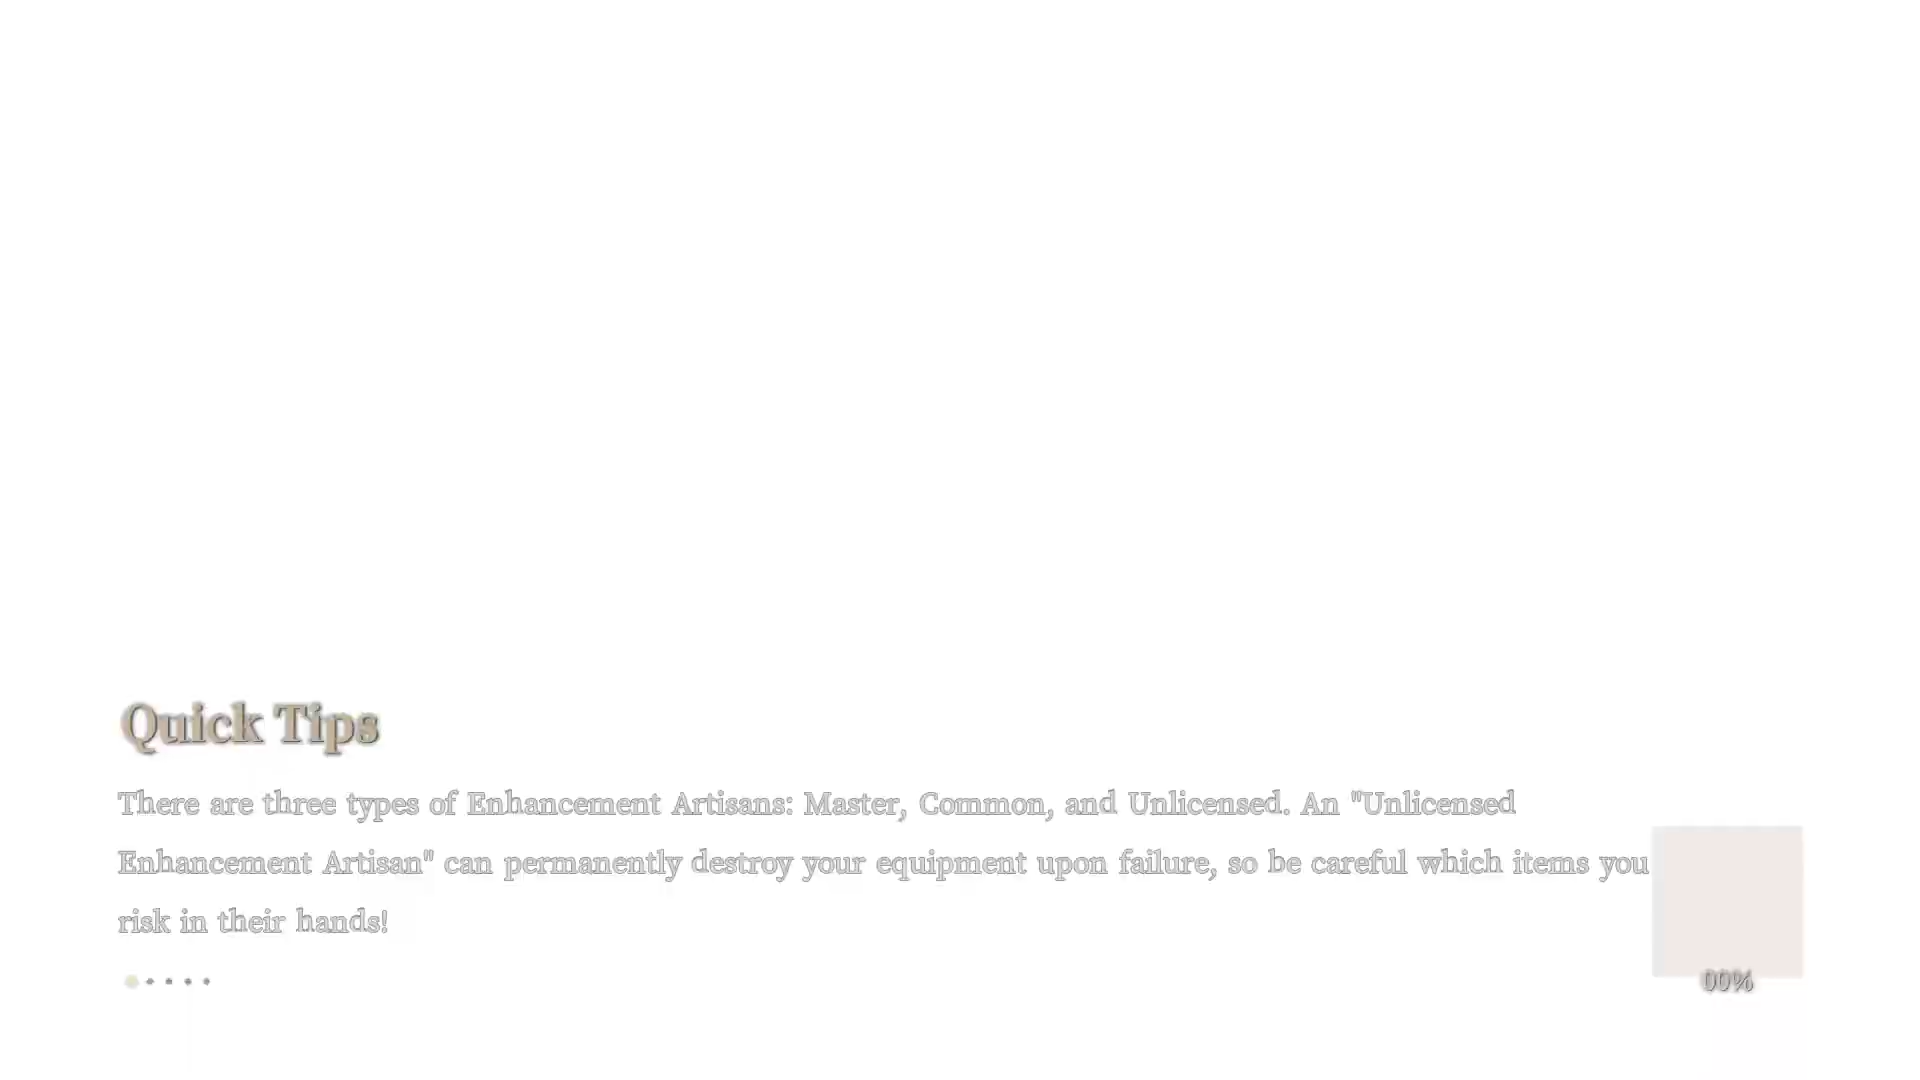 Quick Tips
There are three types of Enhancement Artisans: Master, Common, and Unlicensed. An "Unlicensed
Enhancement Artisan" can permanently destroy your equipment upon failure, so be careful which items you
risk in their hands!
00%